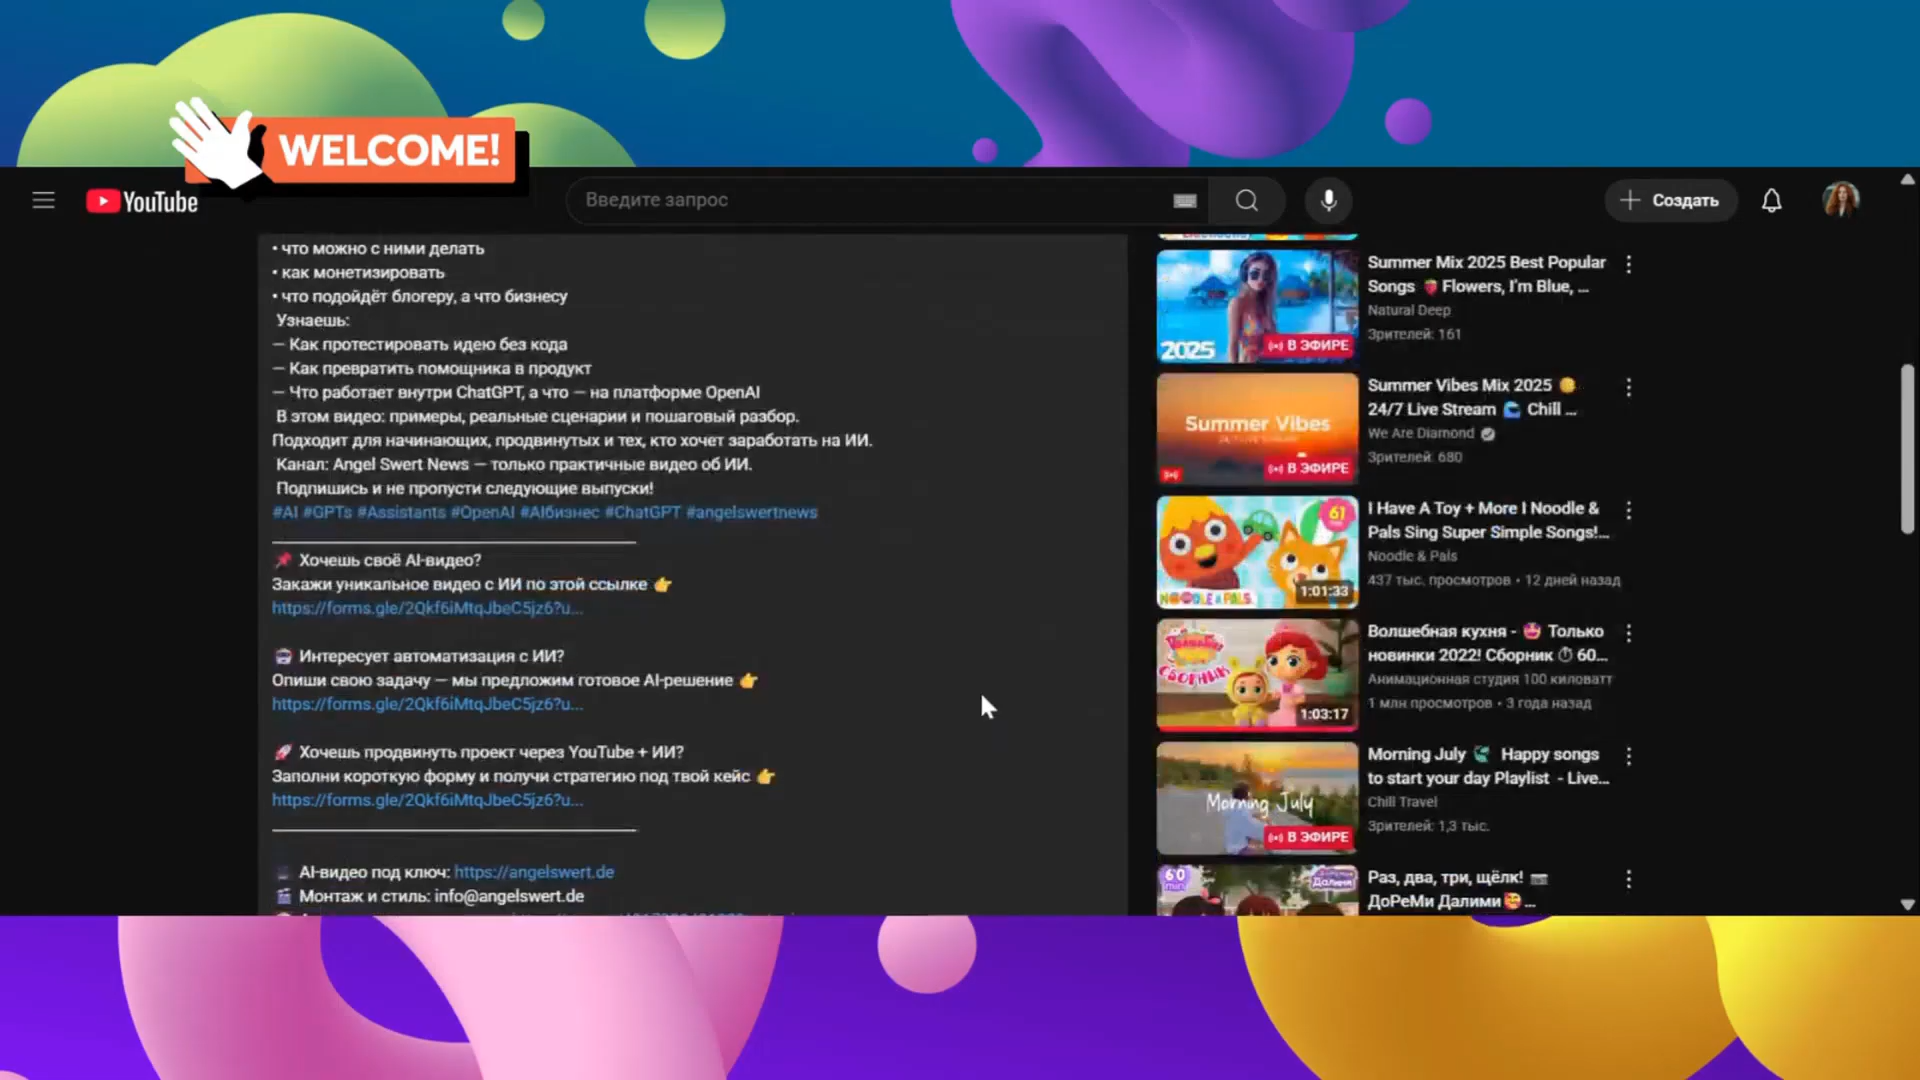 WELCOME!
YouTube
Введите запрос
Создать
• что можно с ними делать
• как монетизировать
• что подойдёт блогеру, а что бизнесу
Узнаешь:
— Как протестировать идею без кода
— Как превратить помощника в продукт
— Что работает внутри ChatGPT, а что — на платформе OpenAI
В этом видео: примеры, реальные сценарии и пошаговый разбор.
Подходит для начинающих, продвинутых и тех, кто хочет заработать на ИИ.
Канал: Angel Swert News — только практичные видео об ИИ.
Подпишись и не пропусти следующие выпуски!
#AI #GPTs #Assistants #OpenAI #AIбизнес #ChatGPT #angelswertnews
Хочешь своё AI-видео?
Закажи уникальное видео с ИИ по этой ссылке
https://forms.gle/2Qkf6iMtqJbeC5jz6?u...
Интересует автоматизация с ИИ?
Опиши свою задачу — мы предложим готовое AI-решение
https://forms.gle/2Qkf6iMtqJbeC5jz6?u...
Хочешь продвинуть проект через YouTube + ИИ?
Заполни короткую форму и получи стратегию под твой кейс
https://forms.gle/2Qkf6iMtqJbeC5jz6?u...
AI-видео под ключ: https://angelswert.de
Монтаж и стиль: info@angelswert.de
2025
В ЭФИРЕ
Summer Mix 2025 Best Popular
Songs Flowers, I'm Blue, ...
Natural Deep
Зрителей: 161
Summer Vibes
В ЭФИРЕ
Summer Vibes Mix 2025
24/7 Live Stream Chill ...
We Are Diamond
Зрителей: 680
61
NOODLE & PALS
1:01:33
I Have A Toy + More I Noodle &
Pals Sing Super Simple Songs!...
Noodle & Pals
437 тыс. просмотров • 12 дней назад
СБОРНИК
1:03:17
Волшебная кухня - Только
новинки 2022! Сборник 60...
Анимационная студия 100 киловатт
1 млн просмотров • 3 года назад
Morning July
В ЭФИРЕ
Morning July Happy songs
to start your day Playlist - Live...
Chill Travel
Зрителей: 1,3 тыс.
60
min
Далими
Раз, два, три, щёлк!
ДоРеМи Далими ...